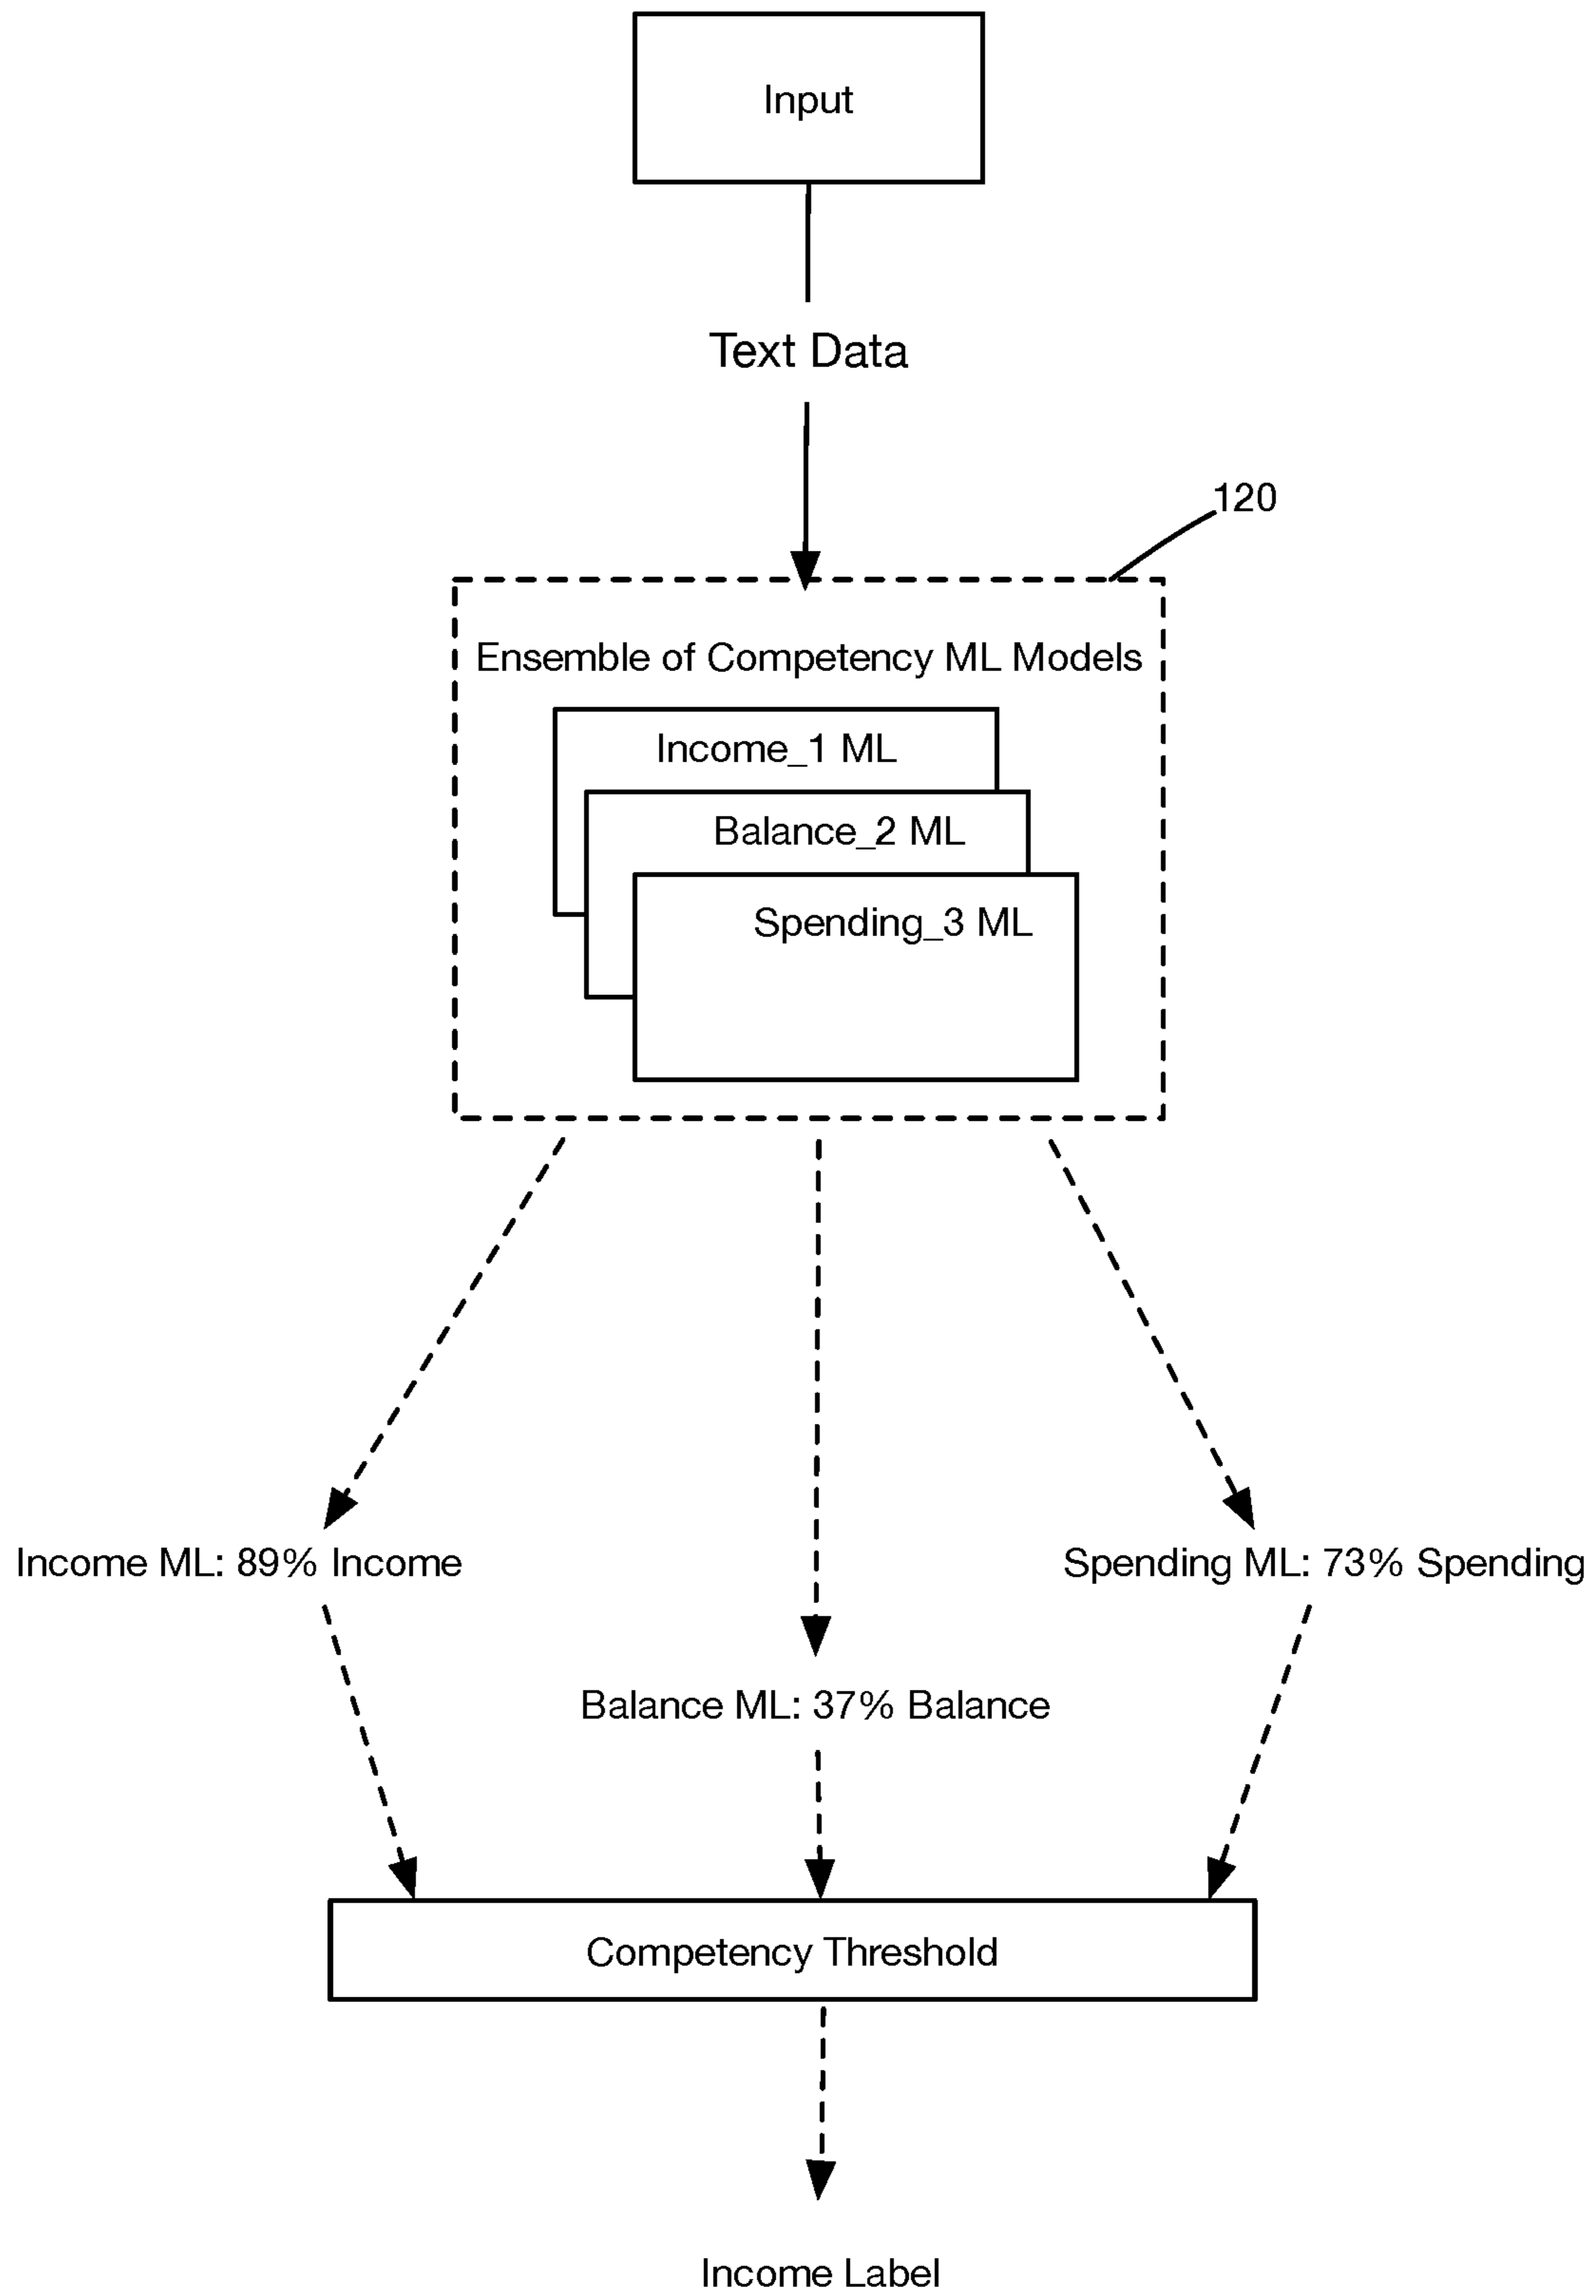 Input
Text Data
120
Ensemble of Competency ML Models
Income_1 ML
Balance_2 ML
Spending_3 ML
Income ML: 89% Income
Spending ML: 73% Spending
Balance ML: 37% Balance
Competency Threshold
Income Label